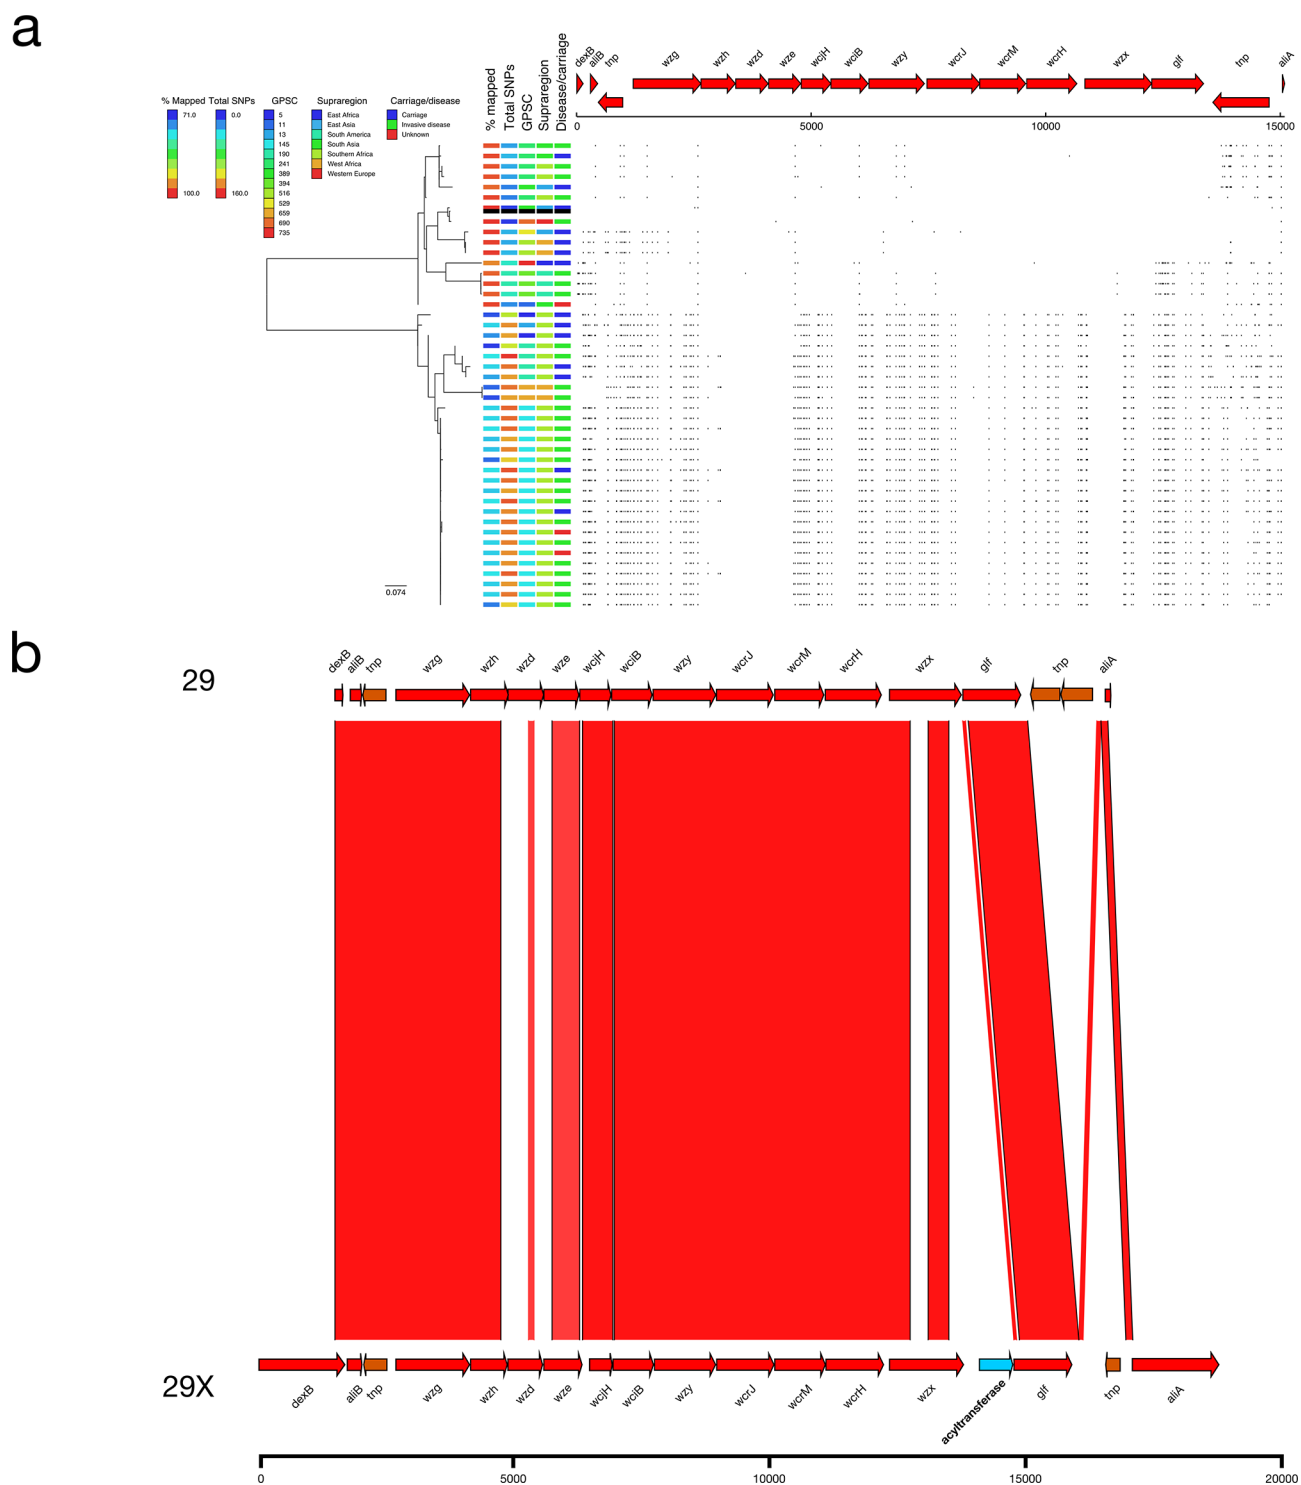 a
dexB
aliB
tnp
wzg
wzh
wzd
wze
wcjH
wciB
wzy
wcrJ
wcrM
wcrH
wzx
glf
tnp
aliA
% mapped
Total SNPs
GPSC
Supraregion
Disease/carriage
0 5000 10000 15000
% Mapped Total SNPs GPSC Supraregion Carriage/disease
71.0 0.0 5 East Africa Carriage
11 East Asia Invasive disease
13 South America Unknown
145 South Asia
190 Southern Africa
241 West Africa
389 Western Europe
394
100.0 160.0 516
529
659
690
735
0.074
b
29
dexB
aliB
tnp
wzg
wzh
wzd
wze
wcjH
wciB
wzy
wcrJ
wcrM
wcrH
wzx
glf
tnp
aliA
29X
dexB
aliB
tnp
wzg
wzh
wzd
wze
wcjH
wciB
wzy
wcrJ
wcrM
wcrH
wzx
acyltransferase
glf
tnp
aliA
0 5000 10000 15000 20000